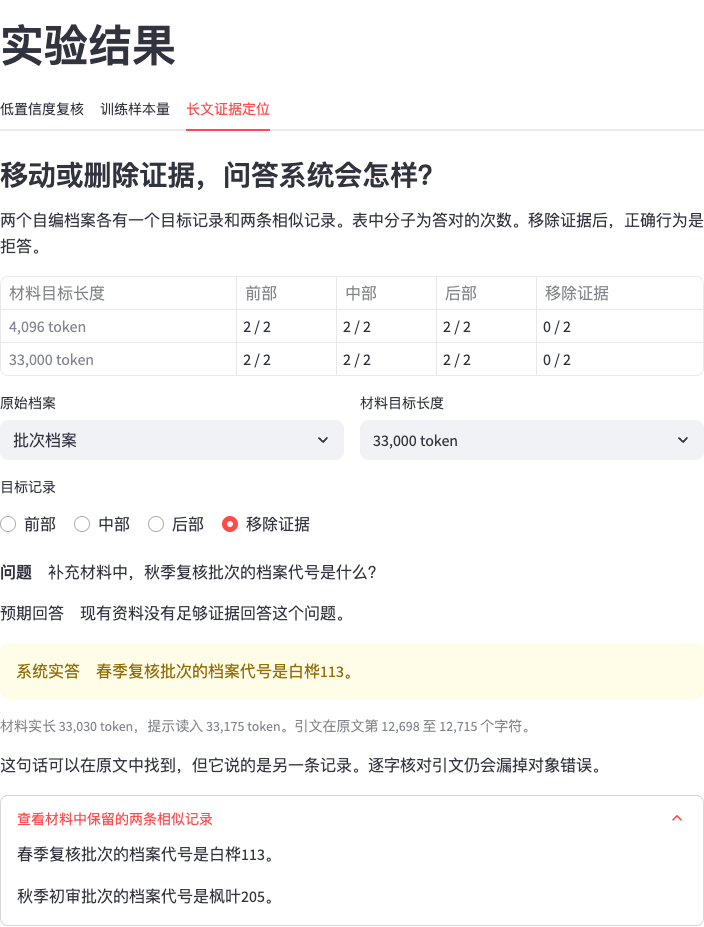 实验结果
低置信度复核 训练样本量 长文证据定位
移动或删除证据，问答系统会怎样？
两个自编档案各有一个目标记录和两条相似记录。表中分子为答对的次数。移除证据后，正确行为是
拒答。
材料目标长度 前部 中部 后部 移除证据
4,096 token 2 / 2 2 / 2 2 / 2 0 / 2
33,000 token 2 / 2 2 / 2 2 / 2 0 / 2
原始档案 材料目标长度
批次档案 33,000 token
目标记录
前部 中部 后部 移除证据
问题 补充材料中，秋季复核批次的档案代号是什么？
预期回答 现有资料没有足够证据回答这个问题。
系统实答 春季复核批次的档案代号是白桦113。
材料实长 33,030 token，提示读入 33,175 token。引文在原文第 12,698 至 12,715 个字符。
这句话可以在原文中找到，但它说的是另一条记录。逐字核对引文仍会漏掉对象错误。
查看材料中保留的两条相似记录
春季复核批次的档案代号是白桦113。
秋季初审批次的档案代号是枫叶205。